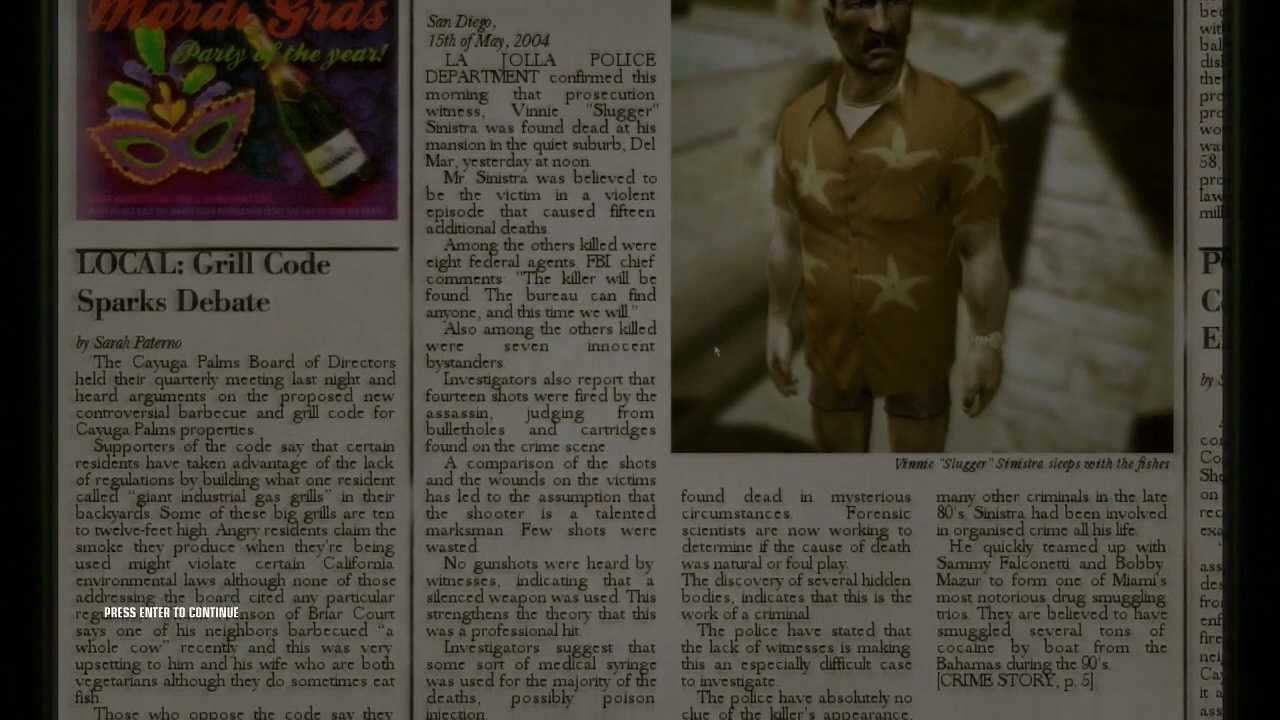 Mardi Gras
Party of the year!
LOCAL: Grill Code
Sparks Debate
by Sarah Paterno
The Cayuga Palms Board of Directors
held their quarterly meeting last night and
heard arguments on the proposed new
controversial barbecue and grill code for
Cayuga Palms properties.
Supporters of the code say that certain
residents have taken advantage of the lack
of regulations by building what one resident
called "giant industrial gas grills" in their
backyards. Some of these big grills are ten
to twelve-feet high. Angry residents claim the
smoke they produce when they're being
used might violate certain California
environmental laws although none of those
addressing the board cited any particular
PRESS ENTER TO CONTINUE
of Briar Court
says one of his neighbors barbecued "a
whole cow" recently and this was very
upsetting to him and his wife who are both
vegetarians although they do sometimes eat
fish.
Those who oppose the code say they
San Diego,
15th of May, 2004
LA JOLLA POLICE
DEPARTMENT confirmed this
morning that prosecution
witness, Vinnie "Slugger"
Sinistra was found dead at his
mansion in the quiet suburb, Del
Mar, yesterday at noon.
Mr. Sinistra was believed to
be the victim in a violent
episode that caused fifteen
additional deaths.
Among the others killed were
eight federal agents. FBI chief
comments: "The killer will be
found. The bureau can find
anyone, and this time we will."
Also among the others killed
were seven innocent
bystanders.
Investigators also report that
fourteen shots were fired by the
assassin, judging from
bulletholes and cartridges
found on the crime scene.
A comparison of the shots
and the wounds on the victims
has led to the assumption that
the shooter is a talented
marksman. Few shots were
wasted.
No gunshots were heard by
witnesses, indicating that a
silenced weapon was used. This
strengthens the theory that this
was a professional hit.
Investigators suggest that
some sort of medical syringe
was used for the majority of the
deaths, possibly poison
injection.
Vinnie "Slugger" Sinistra sleeps with the fishes
found dead in mysterious
circumstances. Forensic
scientists are now working to
determine if the cause of death
was natural or foul play.
The discovery of several hidden
bodies, indicates that this is the
work of a criminal.
The police have stated that
the lack of witnesses is making
this an especially difficult case
to investigate.
The police have absolutely no
clue of the killer's appearance,
many other criminals in the late
80's. Sinistra had been involved
in organised crime all his life.
He quickly teamed up with
Sammy Falconetti and Bobby
Mazur to form one of Miami's
most notorious drug smuggling
trios. They are believed to have
smuggled several tons of
cocaine by boat from the
Bahamas during the 90's.
[CRIME STORY, p. 5]
58,